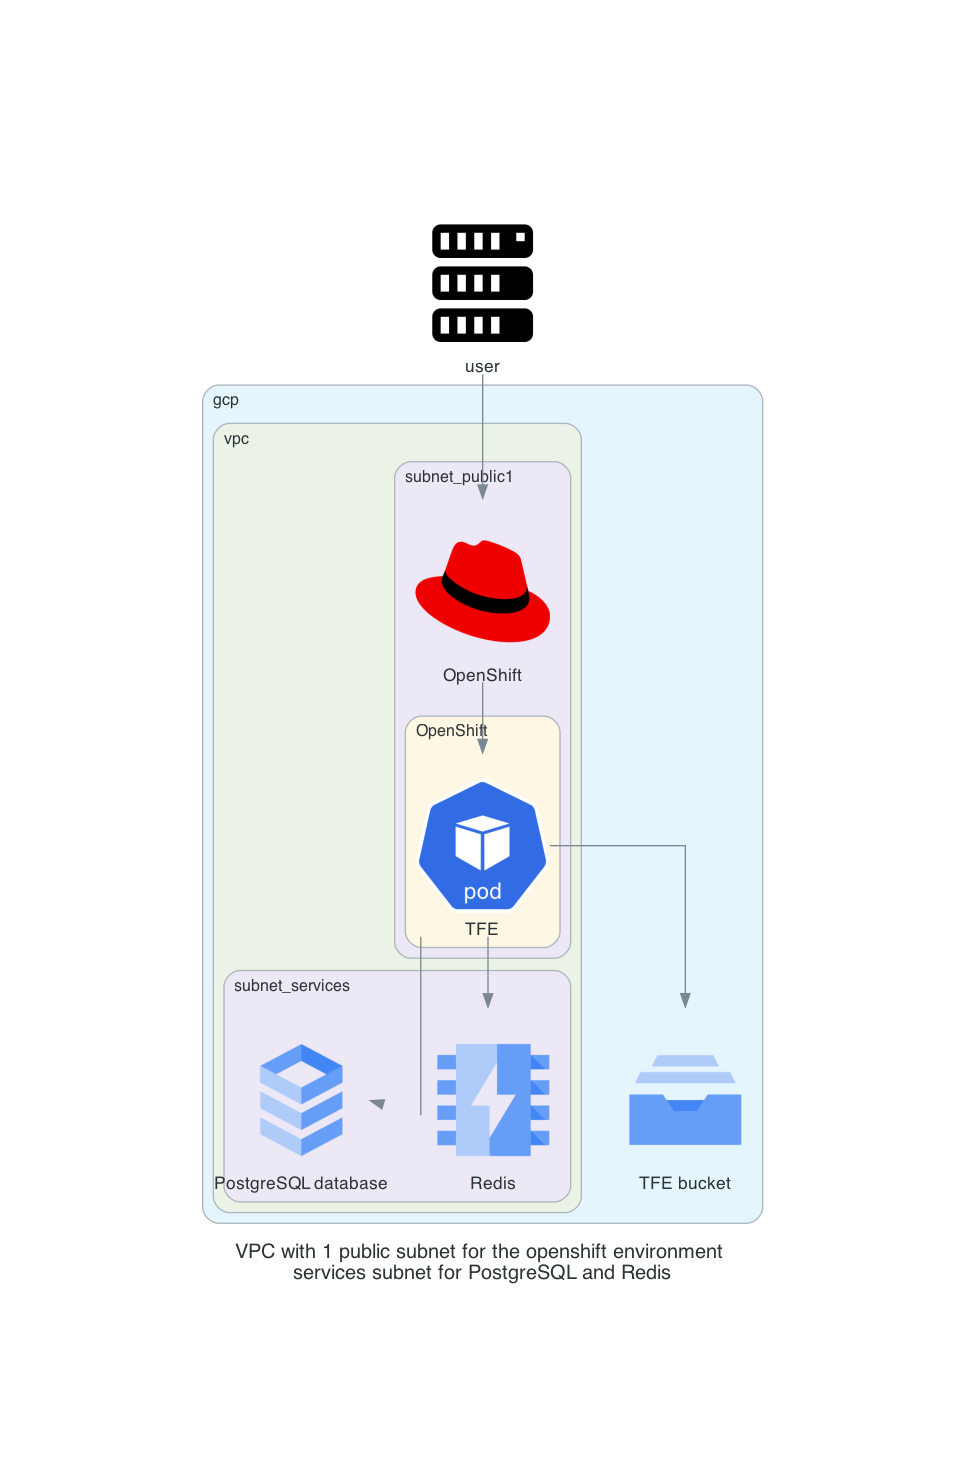 user
gcp
vpc
subnet_public1
OpenShift
OpenShift
pod
TFE
subnet_services
PostgreSQL database
Redis
TFE bucket
VPC with 1 public subnet for the openshift environment
services subnet for PostgreSQL and Redis